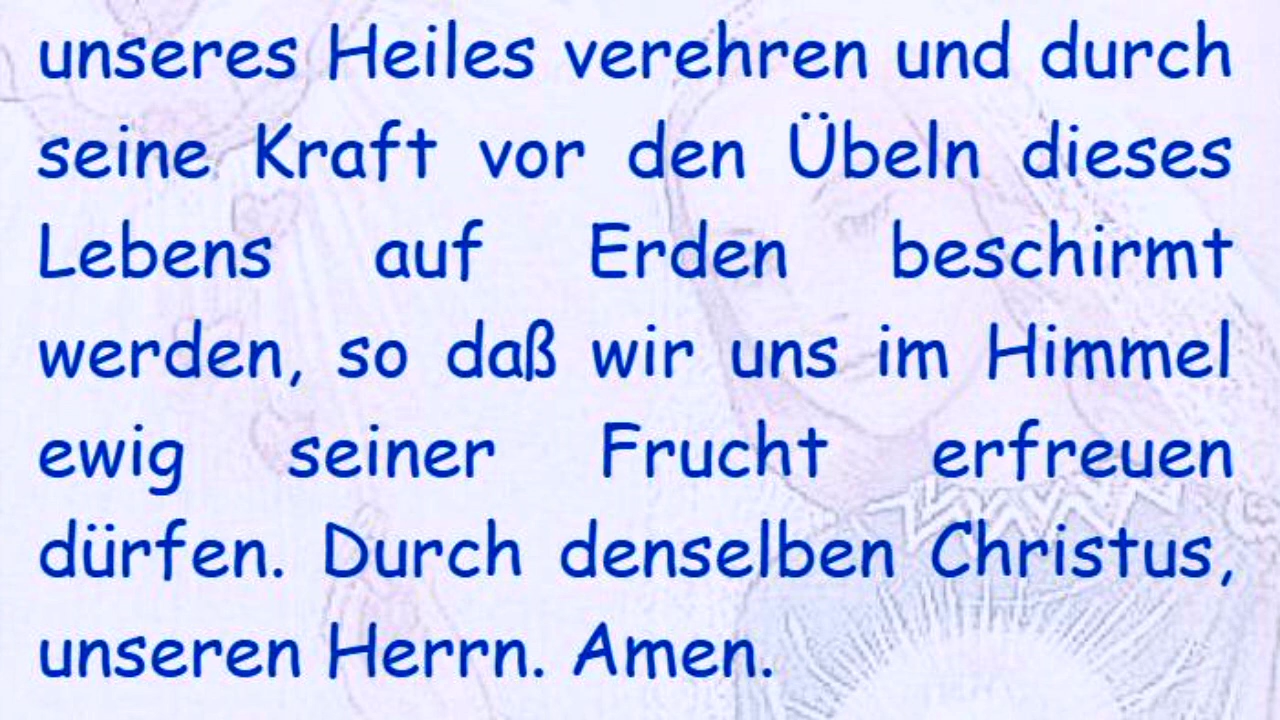 unseres Heiles verehren und durch
seine Kraft vor den Übeln dieses
Lebens auf Erden beschirmt
werden, so daß wir uns im Himmel
ewig seiner Frucht erfreuen
dürfen. Durch denselben Christus,
unseren Herrn. Amen.